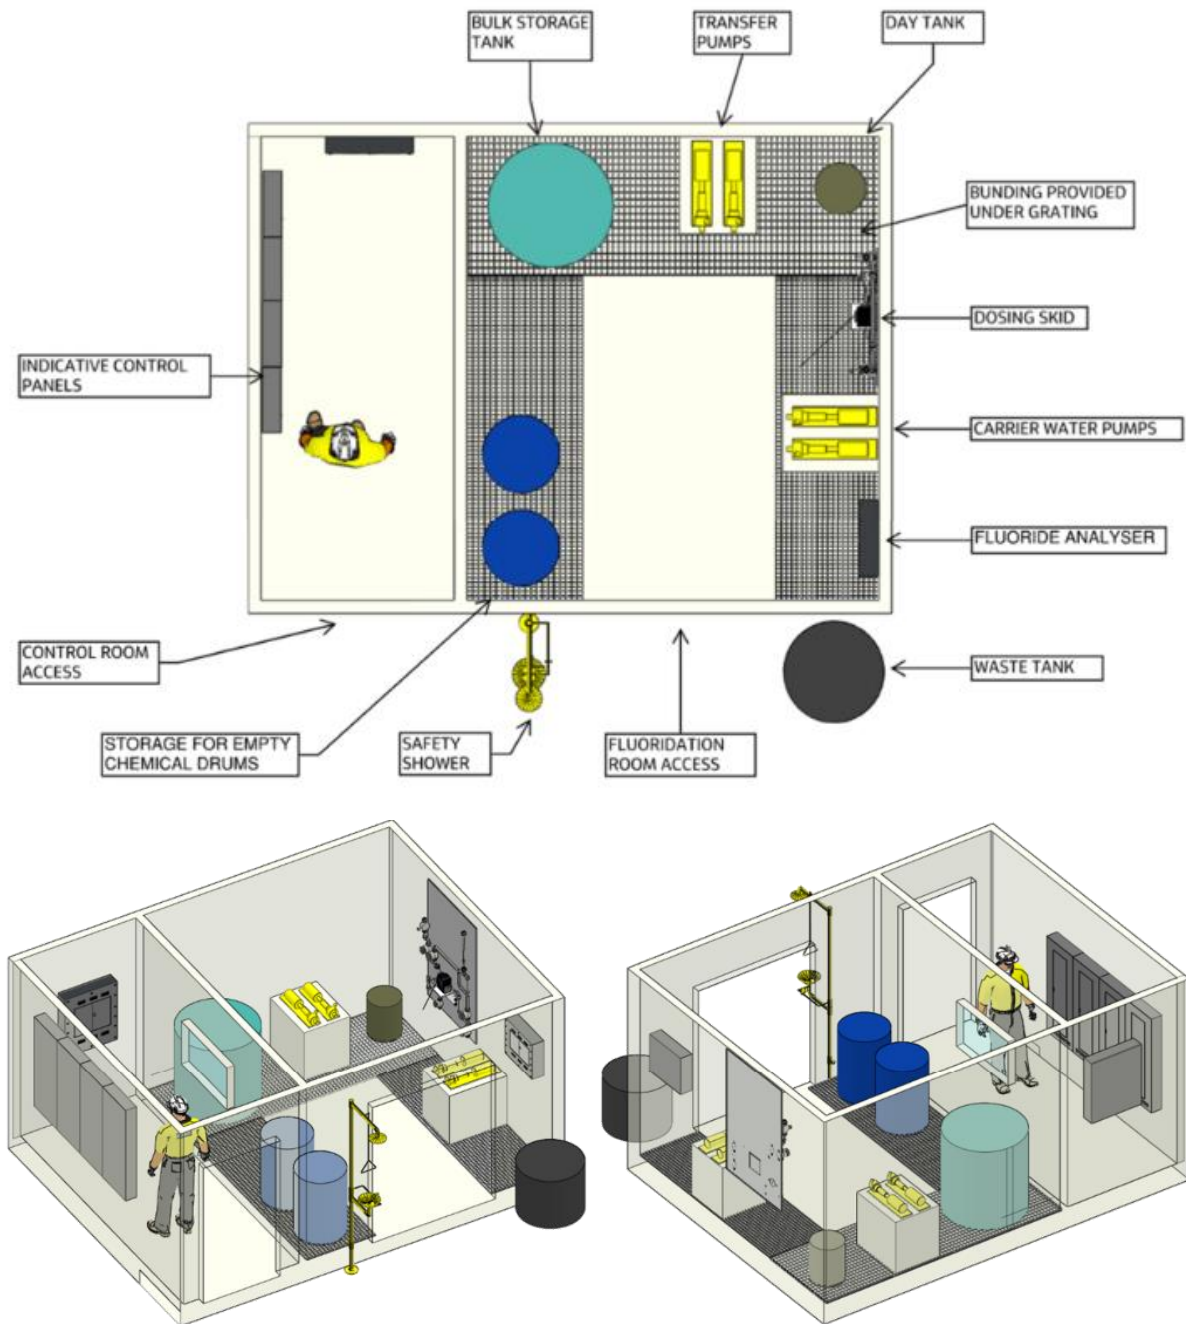 BULK STORAGE
TANK
TRANSFER
PUMPS
DAY TANK
BUNDING PROVIDED
UNDER GRATING
DOSING SKID
INDICATIVE CONTROL
PANELS
CARRIER WATER PUMPS
FLUORIDE ANALYSER
CONTROL ROOM
ACCESS
WASTE TANK
STORAGE FOR EMPTY
CHEMICAL DRUMS
SAFETY
SHOWER
FLUORIDATION
ROOM ACCESS